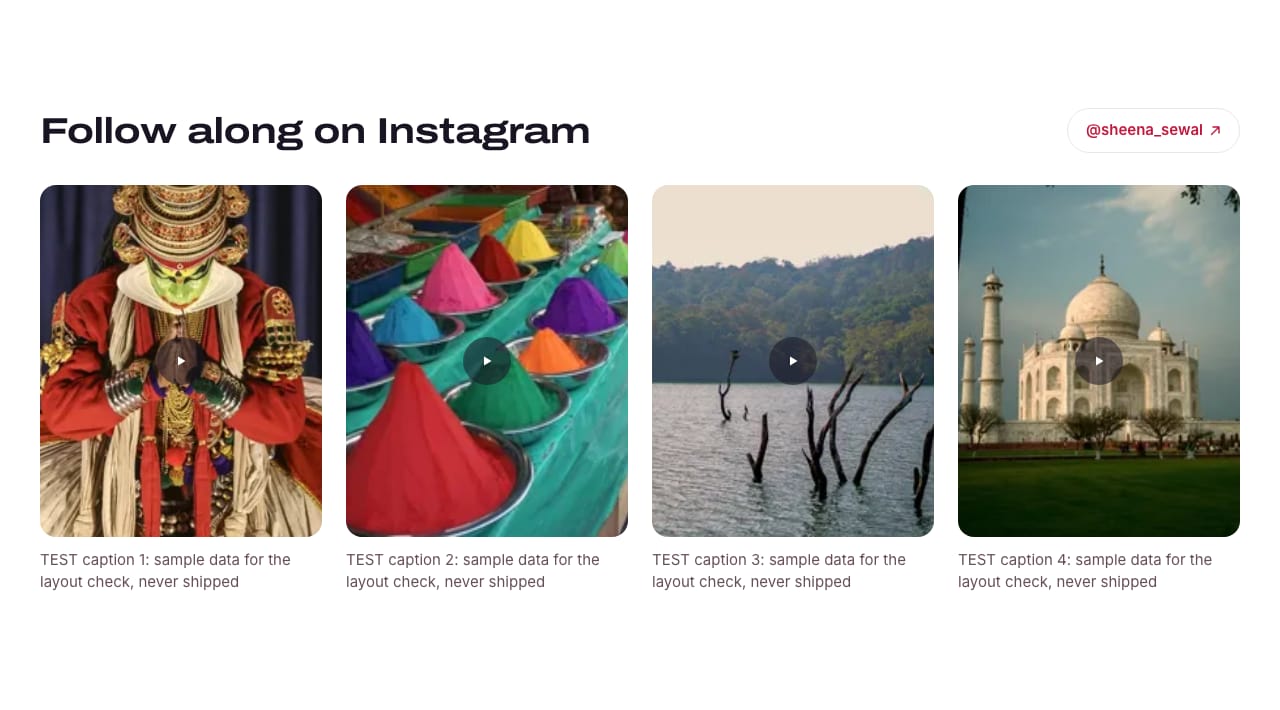 Follow along on Instagram
@sheena_sewal
TEST caption 1: sample data for the
layout check, never shipped
TEST caption 2: sample data for the
layout check, never shipped
TEST caption 3: sample data for the
layout check, never shipped
TEST caption 4: sample data for the
layout check, never shipped